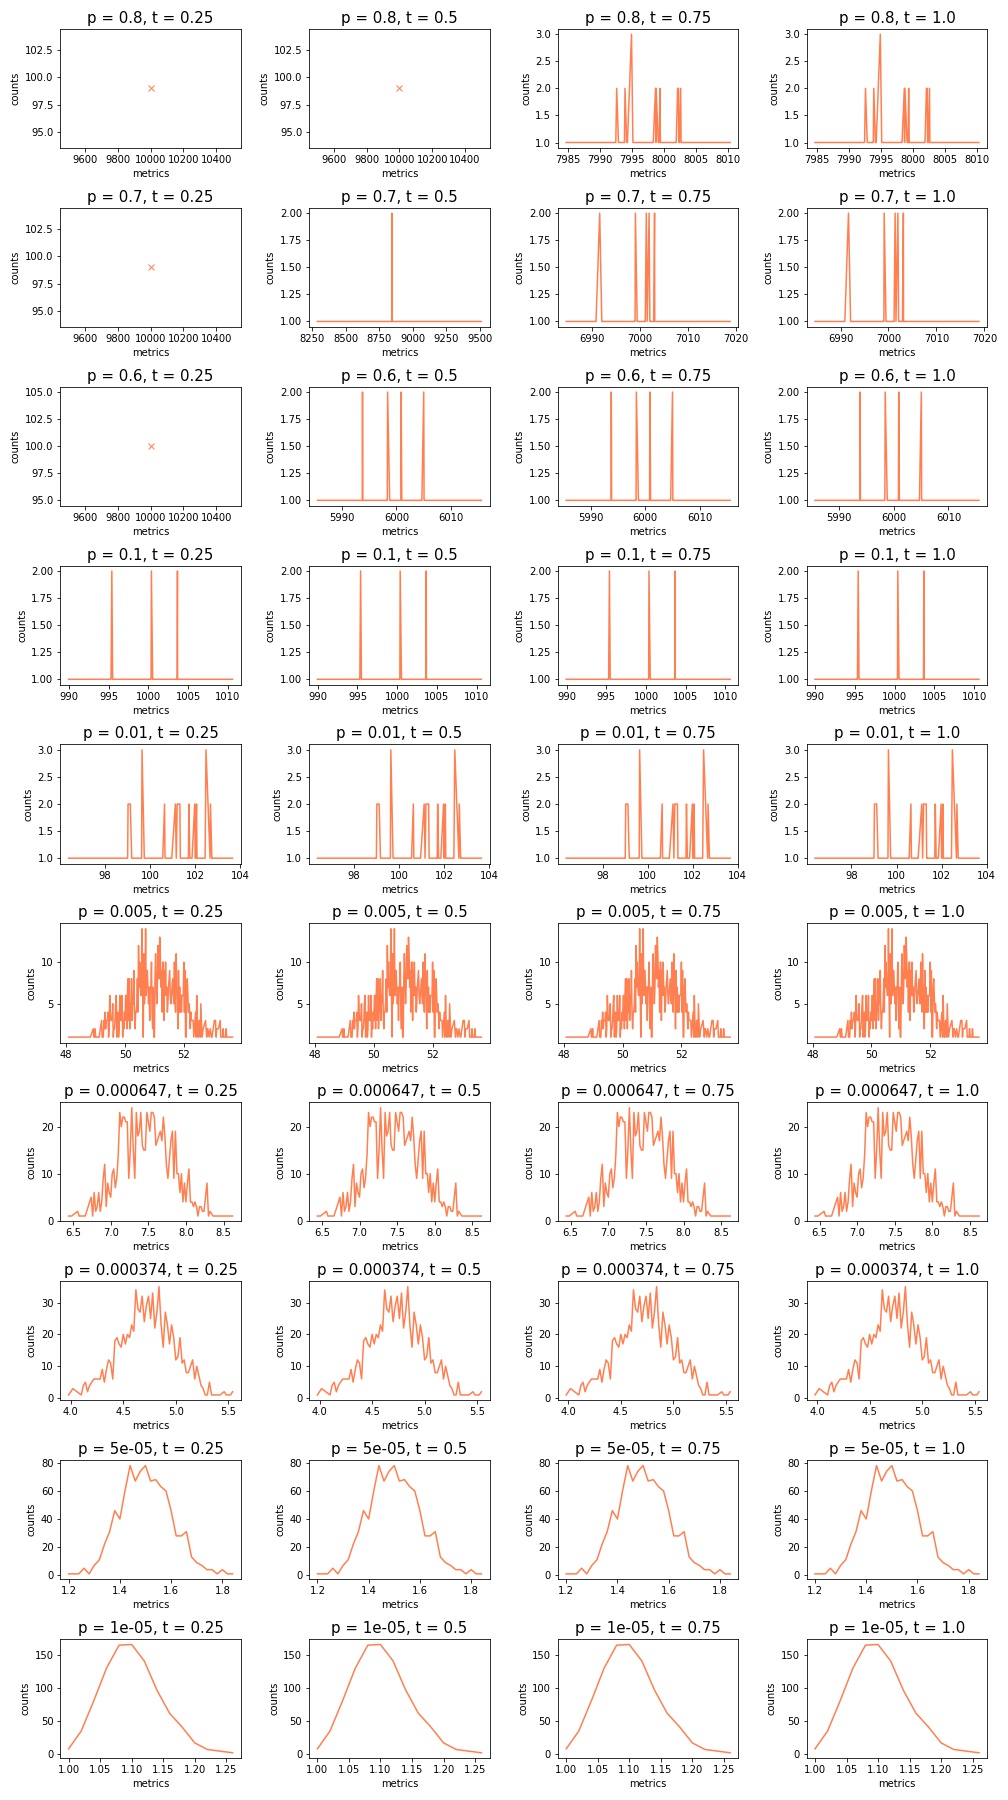 p = 0.8, t = 0.25 p = 0.8, t = 0.5 p = 0.8, t = 0.75 p = 0.8, t = 1.0
counts 102.5 100.0 97.5 95.0 counts 102.5 100.0 97.5 95.0 counts 3.0 2.5 2.0 1.5 1.0 counts 3.0 2.5 2.0 1.5 1.0
9600 9800 10000 10200 10400 9600 9800 10000 10200 10400 7985 7990 7995 8000 8005 8010 7985 7990 7995 8000 8005 8010
metrics metrics metrics metrics
p = 0.7, t = 0.25 p = 0.7, t = 0.5 p = 0.7, t = 0.75 p = 0.7, t = 1.0
counts 102.5 100.0 97.5 95.0 counts 2.00 1.75 1.50 1.25 1.00 counts 2.00 1.75 1.50 1.25 1.00 counts 2.00 1.75 1.50 1.25 1.00
9600 9800 10000 10200 10400 8250 8500 8750 9000 9250 9500 6990 7000 7010 7020 6990 7000 7010 7020
metrics metrics metrics metrics
p = 0.6, t = 0.25 p = 0.6, t = 0.5 p = 0.6, t = 0.75 p = 0.6, t = 1.0
counts 105.0 102.5 100.0 97.5 95.0 counts 2.00 1.75 1.50 1.25 1.00 counts 2.00 1.75 1.50 1.25 1.00 counts 2.00 1.75 1.50 1.25 1.00
9600 9800 10000 10200 10400 5990 6000 6010 5990 6000 6010 5990 6000 6010
metrics metrics metrics metrics
p = 0.1, t = 0.25 p = 0.1, t = 0.5 p = 0.1, t = 0.75 p = 0.1, t = 1.0
counts 2.00 1.75 1.50 1.25 1.00 counts 2.00 1.75 1.50 1.25 1.00 counts 2.00 1.75 1.50 1.25 1.00 counts 2.00 1.75 1.50 1.25 1.00
990 995 1000 1005 1010 990 995 1000 1005 1010 990 995 1000 1005 1010 990 995 1000 1005 1010
metrics metrics metrics metrics
p = 0.01, t = 0.25 p = 0.01, t = 0.5 p = 0.01, t = 0.75 p = 0.01, t = 1.0
counts 3.0 2.5 2.0 1.5 1.0 counts 3.0 2.5 2.0 1.5 1.0 counts 3.0 2.5 2.0 1.5 1.0 counts 3.0 2.5 2.0 1.5 1.0
98 100 102 104 98 100 102 104 98 100 102 104 98 100 102 104
metrics metrics metrics metrics
p = 0.005, t = 0.25 p = 0.005, t = 0.5 p = 0.005, t = 0.75 p = 0.005, t = 1.0
counts 10 5 counts 10 5 counts 10 5 counts 10 5
48 50 52 48 50 52 48 50 52 48 50 52
metrics metrics metrics metrics
p = 0.000647, t = 0.25 p = 0.000647, t = 0.5 p = 0.000647, t = 0.75 p = 0.000647, t = 1.0
counts 20 10 0 counts 20 10 0 counts 20 10 0 counts 20 10 0
6.5 7.0 7.5 8.0 8.5 6.5 7.0 7.5 8.0 8.5 6.5 7.0 7.5 8.0 8.5 6.5 7.0 7.5 8.0 8.5
metrics metrics metrics metrics
p = 0.000374, t = 0.25 p = 0.000374, t = 0.5 p = 0.000374, t = 0.75 p = 0.000374, t = 1.0
counts 30 20 10 0 counts 30 20 10 0 counts 30 20 10 0 counts 30 20 10 0
4.0 4.5 5.0 5.5 4.0 4.5 5.0 5.5 4.0 4.5 5.0 5.5 4.0 4.5 5.0 5.5
metrics metrics metrics metrics
p = 5e-05, t = 0.25 p = 5e-05, t = 0.5 p = 5e-05, t = 0.75 p = 5e-05, t = 1.0
counts 80 60 40 20 0 counts 80 60 40 20 0 counts 80 60 40 20 0 counts 80 60 40 20 0
1.2 1.4 1.6 1.8 1.2 1.4 1.6 1.8 1.2 1.4 1.6 1.8 1.2 1.4 1.6 1.8
metrics metrics metrics metrics
p = 1e-05, t = 0.25 p = 1e-05, t = 0.5 p = 1e-05, t = 0.75 p = 1e-05, t = 1.0
counts 150 100 50 0 counts 150 100 50 0 counts 150 100 50 0 counts 150 100 50 0
1.00 1.05 1.10 1.15 1.20 1.25 1.00 1.05 1.10 1.15 1.20 1.25 1.00 1.05 1.10 1.15 1.20 1.25 1.00 1.05 1.10 1.15 1.20 1.25
metrics metrics metrics metrics